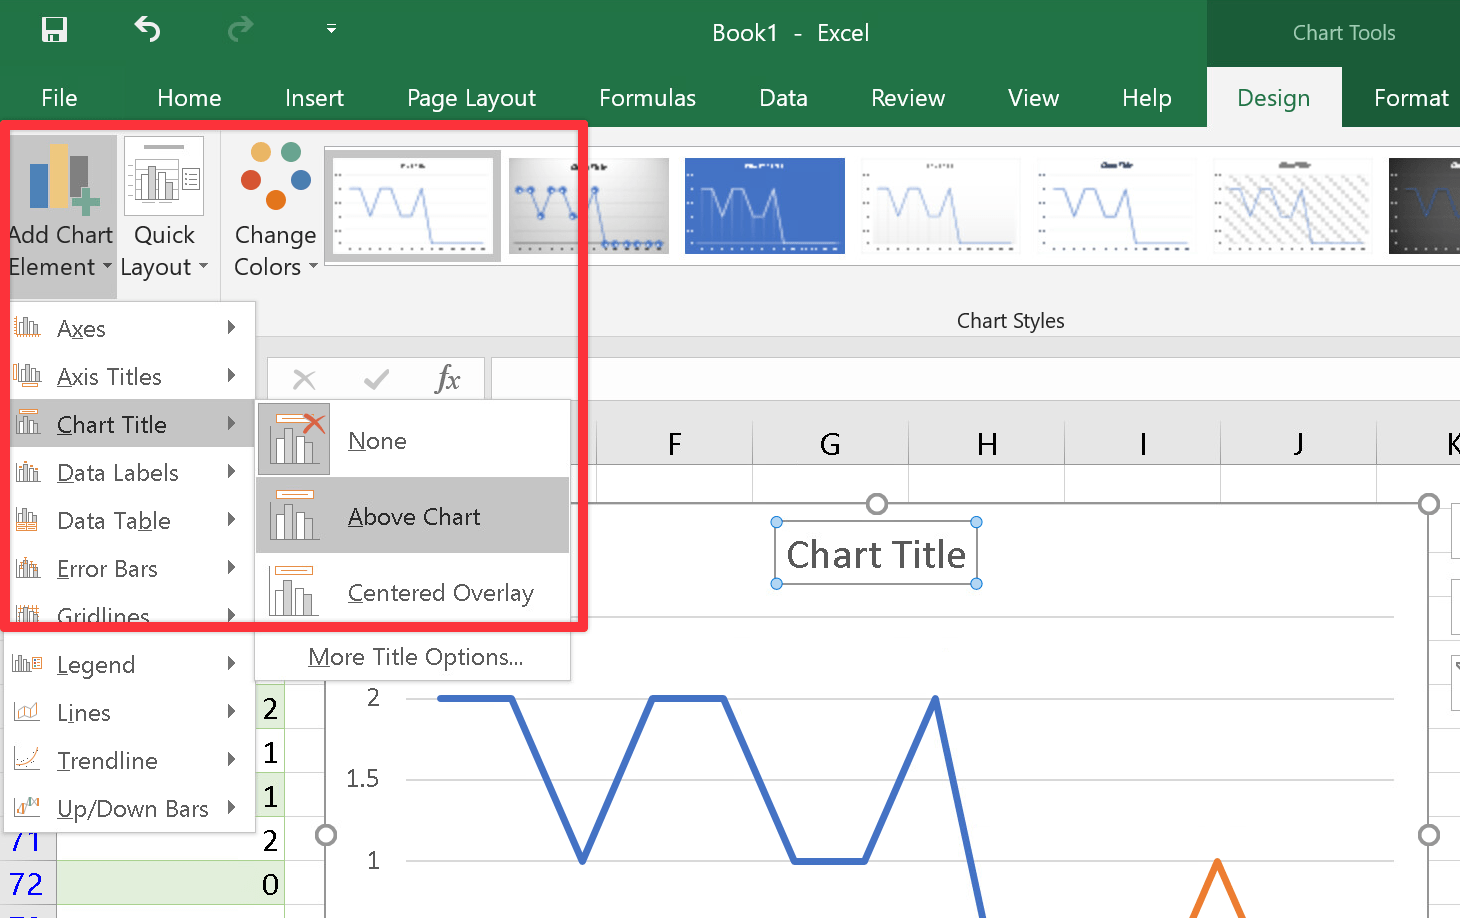 Book1 - Excel
Chart Tools
File Home Insert Page Layout Formulas Data Review View Help Design Format
Add Chart
Element
Quick
Layout
Change
Colors
Chart Styles
Axes
Axis Titles
Chart Title
Data Labels
Data Table
Error Bars
Gridlines
Legend
Lines
Trendline
Up/Down Bars
fx
None
Above Chart
Centered Overlay
More Title Options...
F G H I J K
Chart Title
2
1.5
1
2
1
1
71 2
72 0